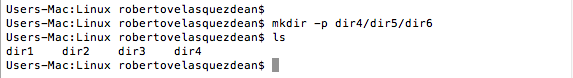 Users-Mac:Linux robertovelasquezdean$
Users-Mac:Linux robertovelasquezdean$ mkdir -p dir4/dir5/dir6
Users-Mac:Linux robertovelasquezdean$ ls
dir1    dir2    dir3    dir4
Users-Mac:Linux robertovelasquezdean$